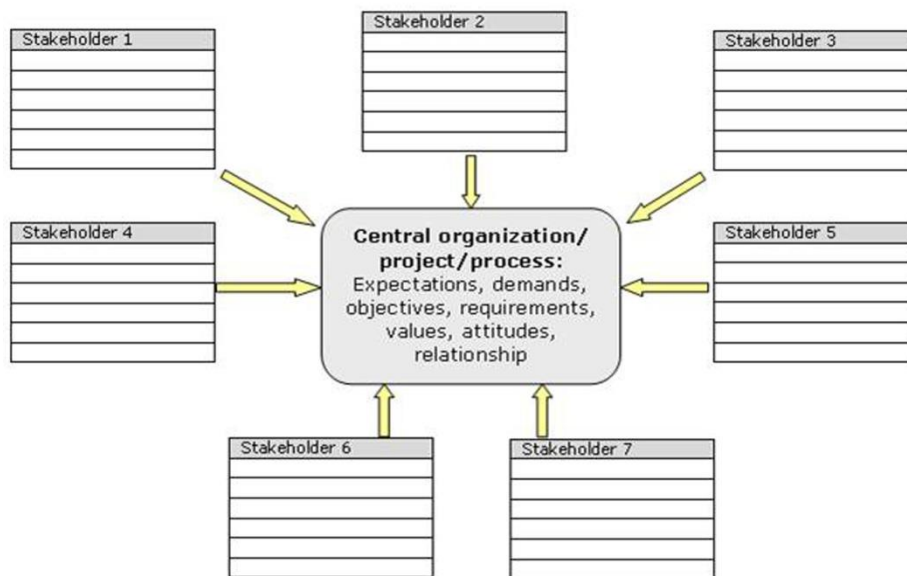 Stakeholder 1
Stakeholder 2
Stakeholder 3
Stakeholder 4
Central organization/
project/process:
Expectations, demands,
objectives, requirements,
values, attitudes,
relationship
Stakeholder 5
Stakeholder 6
Stakeholder 7